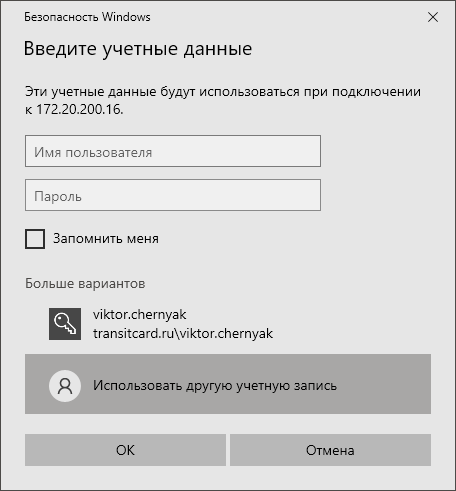 Безопасность Windows
Введите учетные данные
Эти учетные данные будут использоваться при подключении
к 172.20.200.16.
Имя пользователя
Пароль
Запомнить меня
Больше вариантов
viktor.chernyak
transitcard.ru\viktor.chernyak
Использовать другую учетную запись
ОК
Отмена